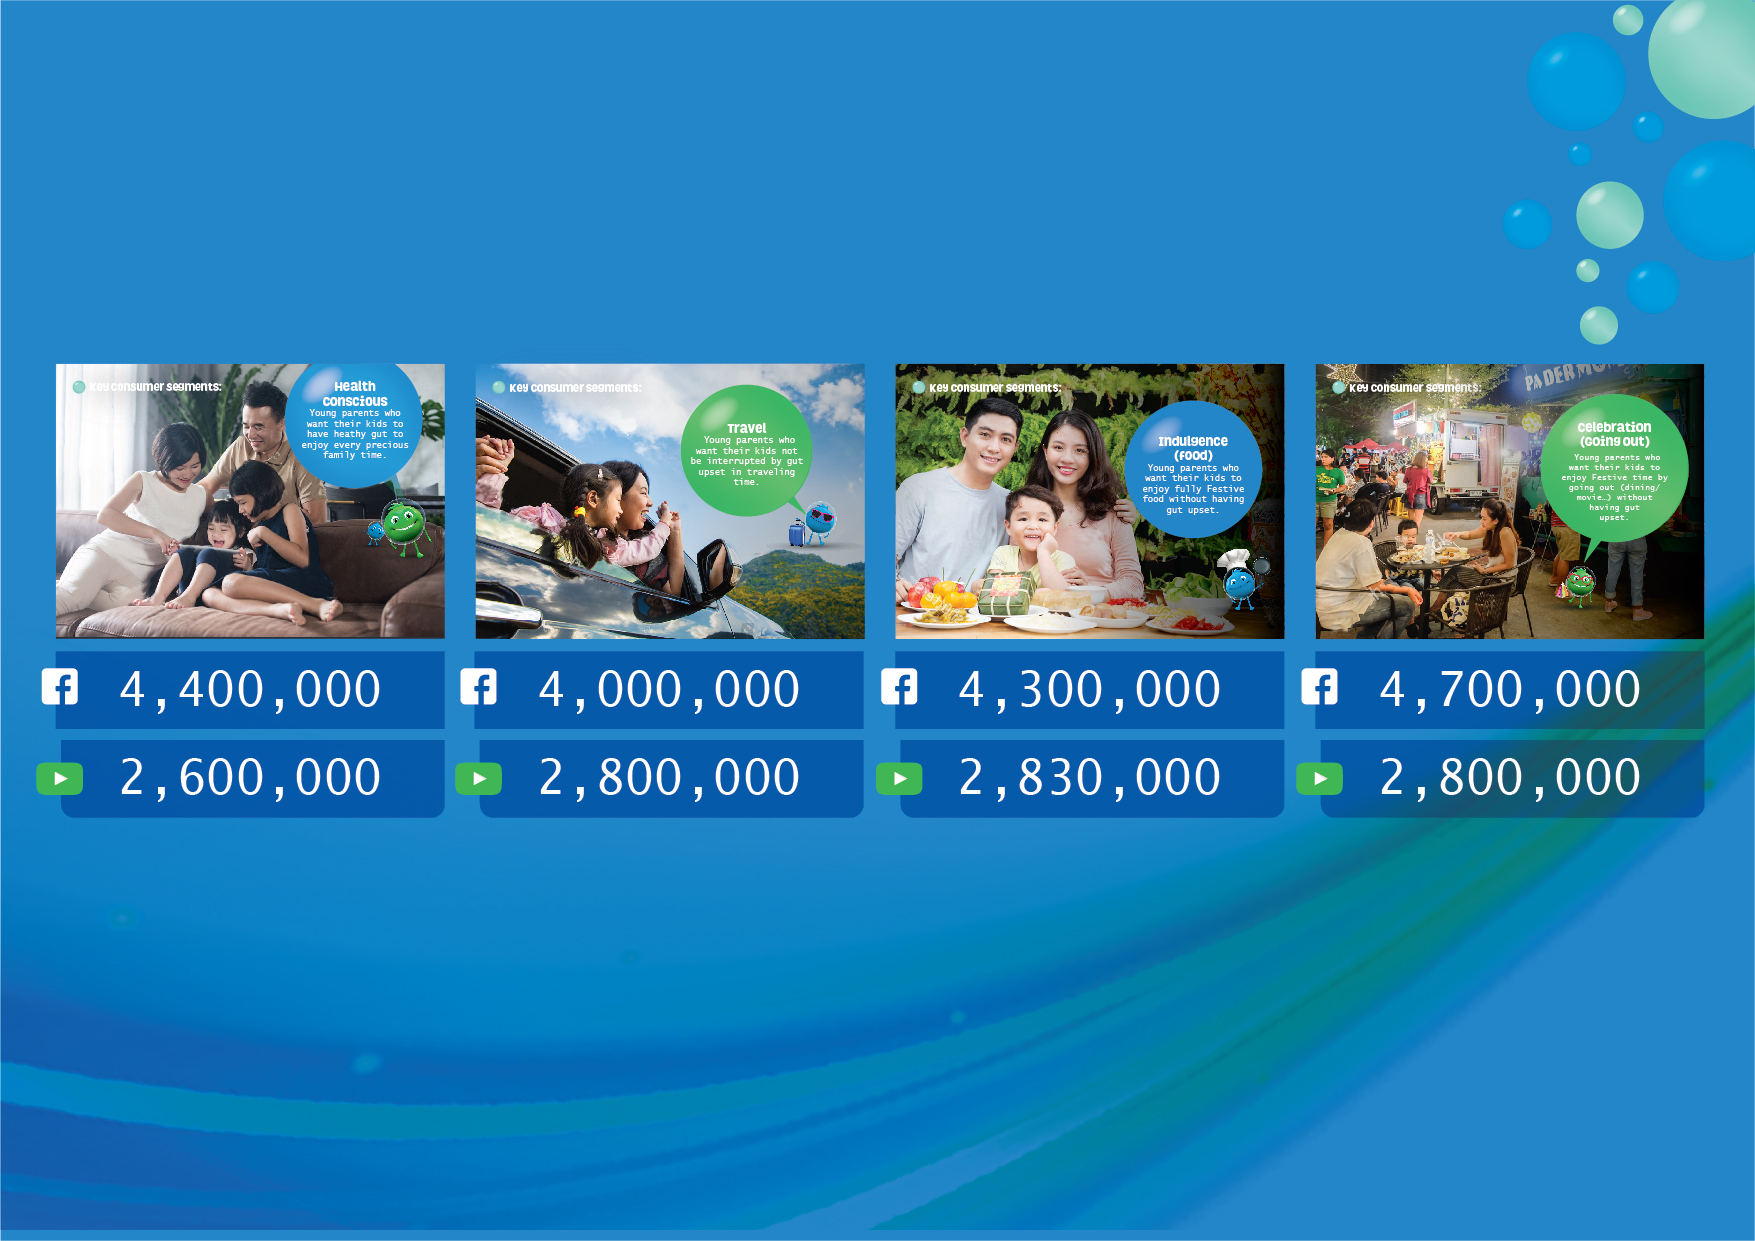 Key consumer segments:
Health
conscious
Young parents who
want their kids to
have heathy gut to
enjoy every precious
family time.
4,400,000
2,600,000
Key consumer segments:
Travel
Young parents who
want their kids not
be interrupted by gut
upset in traveling
time.
4,000,000
2,800,000
Key consumer segments:
Indulgence
(food)
Young parents who
want their kids to
enjoy fully Festive
food without having
gut upset.
4,300,000
2,830,000
Key consumer segments:
PADERMO
Celebration
(Going out)
Young parents who
want their kids to
enjoy Festive time by
going out (dining/
movie…) without
having gut
upset.
4,700,000
2,800,000